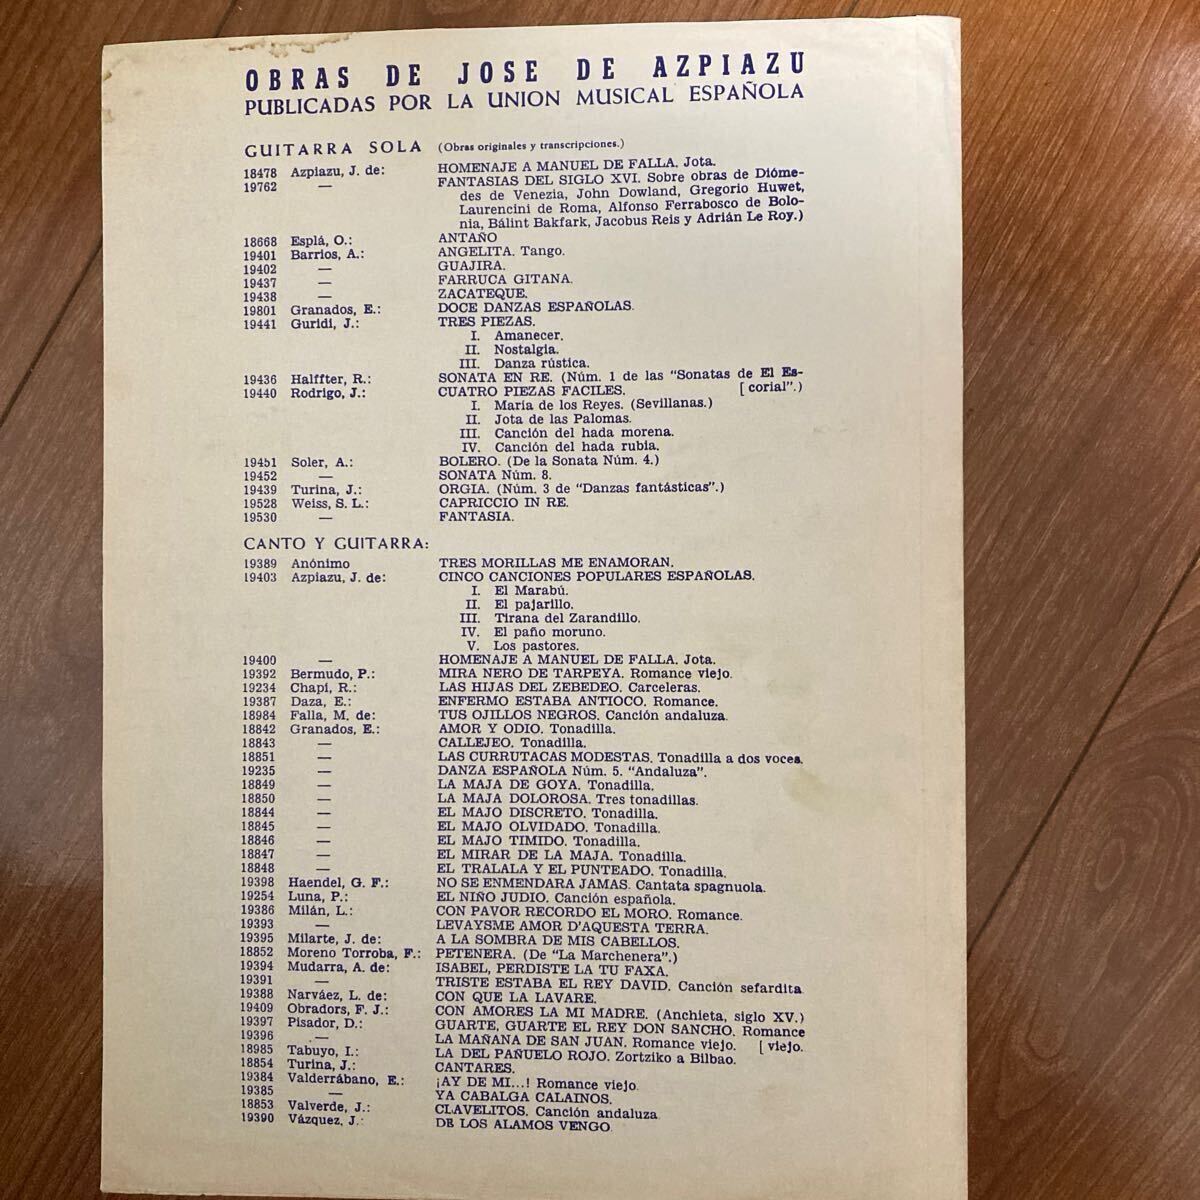 OBRAS DE JOSE DE AZPIAZU
PUBLICADAS POR LA UNION MUSICAL ESPAÑOLA
GUITARRA SOLA (Obras originales y transcripciones.)
18478 Azpiazu, J. de: HOMENAJE A MANUEL DE FALLA. Jota.
19762 — FANTASIAS DEL SIGLO XVI. Sobre obras de Dióme-
des de Venezia, John Dowland, Gregorio Huwet,
Laurencini de Roma, Alfonso Ferrabosco de Bolo-
nia, Bálint Bakfark, Jacobus Reis y Adrián Le Roy.)
18668 Esplá, O.: ANTAÑO
19401 Barrios, A.: ANGELITA. Tango.
19402 — GUAJIRA.
19437 — FARRUCA GITANA.
19438 — ZACATEQUE.
19801 Granados, E.: DOCE DANZAS ESPAÑOLAS.
19441 Guridi, J.: TRES PIEZAS.
I. Amanecer.
II. Nostalgia.
III. Danza rústica.
19436 Halffter, R.: SONATA EN RE. (Núm. 1 de las "Sonatas de El Es-
19440 Rodrigo, J.: CUATRO PIEZAS FACILES. [ corial".)
I. María de los Reyes. (Sevillanas.)
II. Jota de las Palomas.
III. Canción del hada morena.
IV. Canción del hada rubia.
19451 Soler, A.: BOLERO. (De la Sonata Núm. 4.)
19452 — SONATA Núm. 8.
19439 Turina, J.: ORGIA. (Núm. 3 de "Danzas fantásticas".)
19528 Weiss, S. L.: CAPRICCIO IN RE.
19530 — FANTASIA.
CANTO Y GUITARRA:
19389 Anónimo TRES MORILLAS ME ENAMORAN.
19403 Azpiazu, J. de: CINCO CANCIONES POPULARES ESPAÑOLAS.
I. El Marabú.
II. El pajarillo.
III. Tirana del Zarandillo.
IV. El paño moruno.
V. Los pastores.
19400 — HOMENAJE A MANUEL DE FALLA. Jota.
19392 Bermudo, P.: MIRA NERO DE TARPEYA. Romance viejo.
19234 Chapí, R.: LAS HIJAS DEL ZEBEDEO. Carceleras.
19387 Daza, E.: ENFERMO ESTABA ANTIOCO. Romance.
18984 Falla, M. de: TUS OJILLOS NEGROS. Canción andaluza.
18842 Granados, E.: AMOR Y ODIO. Tonadilla.
18843 — CALLEJEO. Tonadilla.
18851 — LAS CURRUTACAS MODESTAS. Tonadilla a dos voces.
19235 — DANZA ESPAÑOLA Núm. 5. "Andaluza".
18849 — LA MAJA DE GOYA. Tonadilla.
18850 — LA MAJA DOLOROSA. Tres tonadillas.
18844 — EL MAJO DISCRETO. Tonadilla.
18845 — EL MAJO OLVIDADO. Tonadilla.
18846 — EL MAJO TIMIDO. Tonadilla.
18847 — EL MIRAR DE LA MAJA. Tonadilla.
18848 — EL TRALALA Y EL PUNTEADO. Tonadilla.
19398 Haendel, G. F.: NO SE ENMENDARA JAMAS. Cantata spagnuola.
19254 Luna, P.: EL NIÑO JUDIO. Canción española.
19386 Milán, L.: CON PAVOR RECORDO EL MORO. Romance.
19393 — LEVAYSME AMOR D'AQUESTA TERRA.
19395 Milarte, J. de: A LA SOMBRA DE MIS CABELLOS.
18852 Moreno Torroba, F.: PETENERA. (De "La Marchenera".)
19394 Mudarra, A. de: ISABEL, PERDISTE LA TU FAXA.
19391 — TRISTE ESTABA EL REY DAVID. Canción sefardita
19388 Narváez, L. de: CON QUE LA LAVARE.
19409 Obradors, F. J.: CON AMORES LA MI MADRE. (Anchieta, siglo XV.)
19397 Pisador, D.: GUARTE, GUARTE EL REY DON SANCHO. Romance
19396 — LA MAÑANA DE SAN JUAN. Romance viejo. [ viejo.
18985 Tabuyo, I.: LA DEL PAÑUELO ROJO. Zortziko a Bilbao.
18854 Turina, J.: CANTARES.
19384 Valderrábano, E.: ¡AY DE MI...! Romance viejo.
19385 — YA CABALGA CALAINOS.
18853 Valverde, J.: CLAVELITOS. Canción andaluza
19390 Vázquez, J.: DE LOS ALAMOS VENGO.